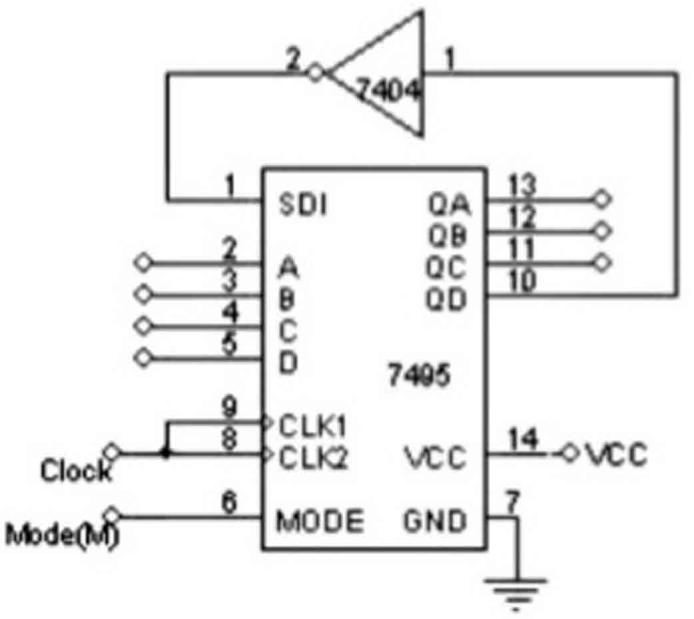 2 1
7404
1 SDI QA 13
QB 12
2 A QC 11
3 B QD 10
4 C
5 D
7495
9 CLK1
Clock 8 CLK2 VCC 14 VCC
Mode(M) 6 MODE GND 7